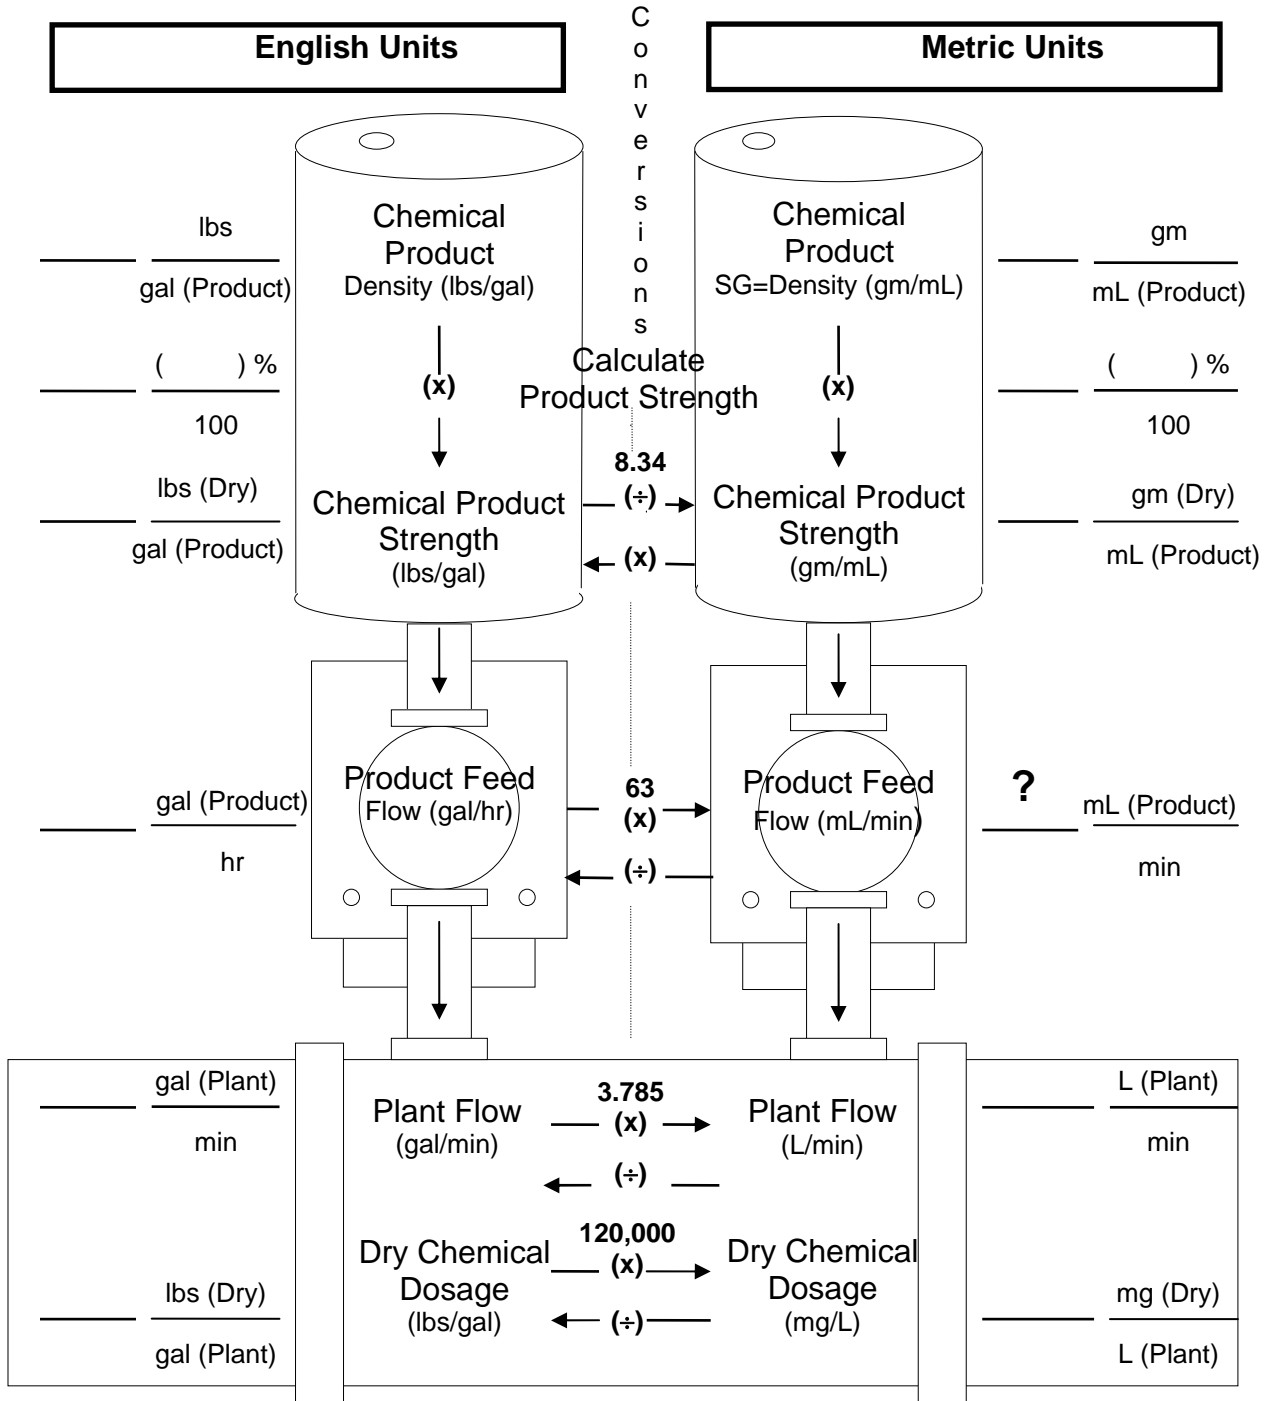 English Units
Conversions
Metric Units
lbs
gal (Product)
( ) %
100
lbs (Dry)
gal (Product)
Chemical
Product
Density (lbs/gal)
(x)
Chemical Product
Strength
(lbs/gal)
Calculate
Product Strength
8.34
(÷)
(x)
Chemical
Product
SG=Density (gm/mL)
(x)
Chemical Product
Strength
(gm/mL)
gm
mL (Product)
( ) %
100
gm (Dry)
mL (Product)
gal (Product)
hr
Product Feed
Flow (gal/hr)
63
(x)
(÷)
Product Feed
Flow (mL/min)
?
mL (Product)
min
gal (Plant)
min
Plant Flow
(gal/min)
3.785
(x)
(÷)
Plant Flow
(L/min)
L (Plant)
min
lbs (Dry)
gal (Plant)
Dry Chemical
Dosage
(lbs/gal)
120,000
(x)
(÷)
Dry Chemical
Dosage
(mg/L)
mg (Dry)
L (Plant)